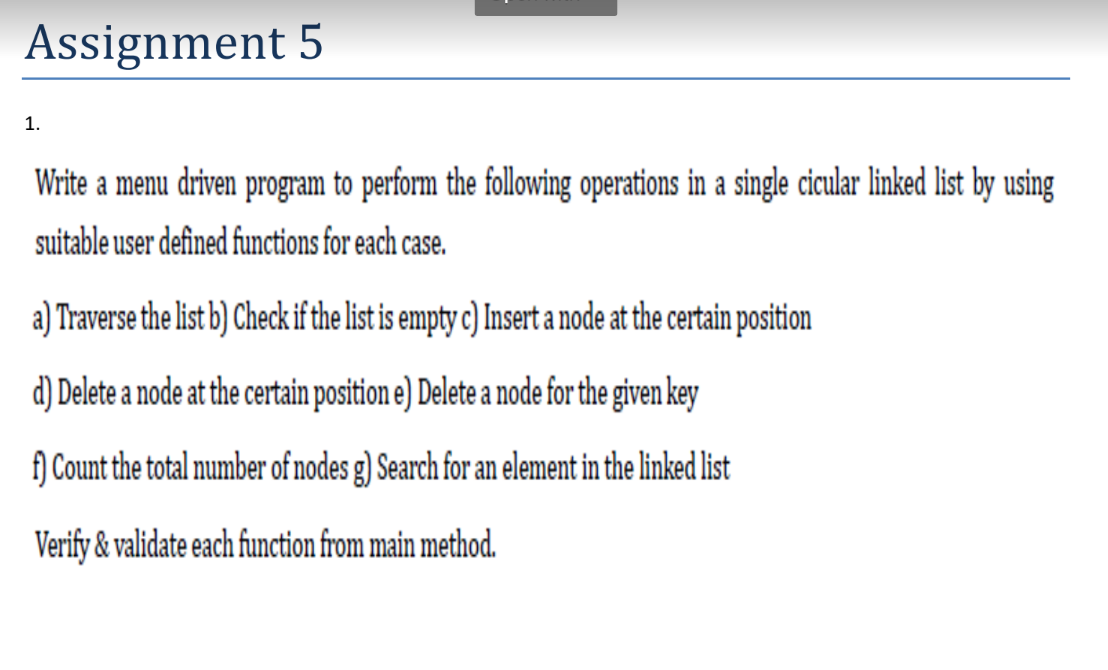 Assignment 5
1.
Write a menu driven program to perform the following operations in a single cicular linked list by using
suitable user defined functions for each case.
a) Traverse the list b) Check if the list is empty c) Insert a node at the certain position
d) Delete a node at the certain position e) Delete a node for the given key
f) Count the total number of nodes g) Search for an element in the linked list
Verify & validate each function from main method.